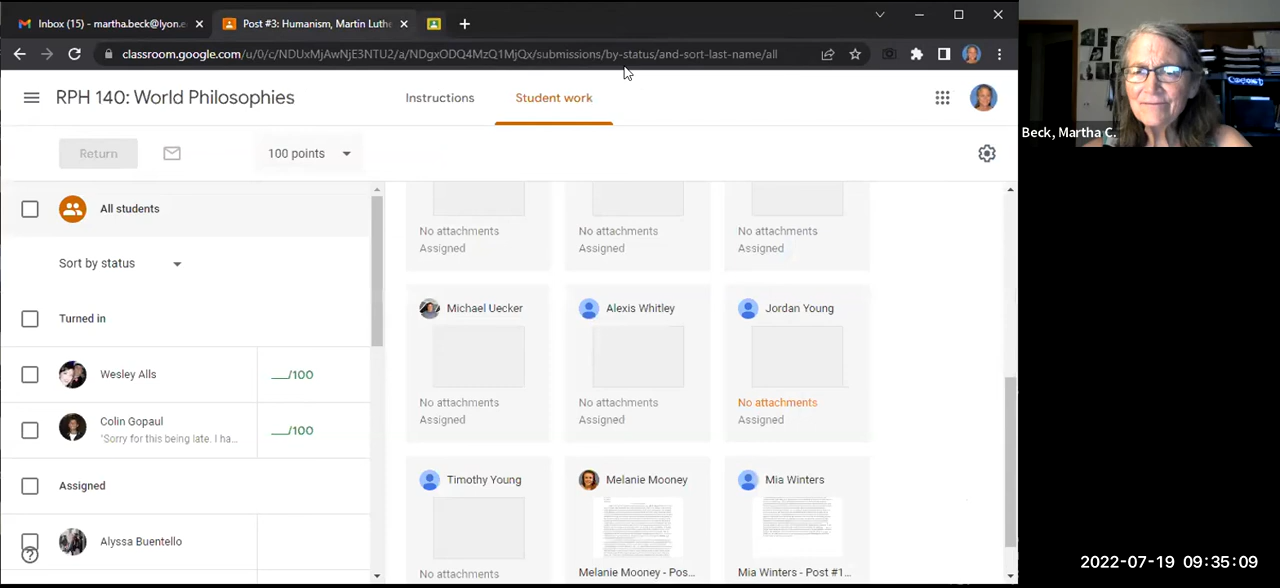 Inbox (15) - martha.beck@lyon.e
Post #3: Humanism, Martin Luthe
classroom.google.com/u/0/c/NDUxMjAwNjE3NTU2/a/NDgxODQ4MzQ1MjQx/submissions/by-status/and-sort-last-name/all
RPH 140: World Philosophies
Instructions
Student work
Return
100 points
All students
Sort by status
Turned in
Wesley Alls
__/100
Colin Gopaul
"Sorry for this being late. I ha...
__/100
Assigned
Alyssa Buentello
No attachments
Assigned
No attachments
Assigned
No attachments
Assigned
Michael Uecker
No attachments
Assigned
Alexis Whitley
No attachments
Assigned
Jordan Young
No attachments
Assigned
Timothy Young
No attachments
Melanie Mooney
Melanie Mooney - Pos...
Mia Winters
Mia Winters - Post #1...
Beck, Martha C.
2022-07-19 09:35:09